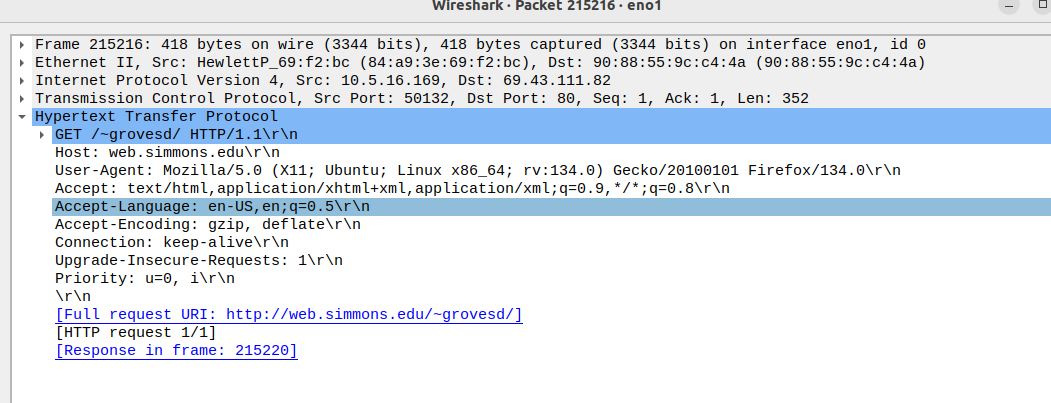 Wireshark · Packet 215216 · eno1
Frame 215216: 418 bytes on wire (3344 bits), 418 bytes captured (3344 bits) on interface eno1, id 0
Ethernet II, Src: HewlettP_69:f2:bc (84:a9:3e:69:f2:bc), Dst: 90:88:55:9c:c4:4a (90:88:55:9c:c4:4a)
Internet Protocol Version 4, Src: 10.5.16.169, Dst: 69.43.111.82
Transmission Control Protocol, Src Port: 50132, Dst Port: 80, Seq: 1, Ack: 1, Len: 352
Hypertext Transfer Protocol
GET /~grovesd/ HTTP/1.1\r\n
Host: web.simmons.edu\r\n
User-Agent: Mozilla/5.0 (X11; Ubuntu; Linux x86_64; rv:134.0) Gecko/20100101 Firefox/134.0\r\n
Accept: text/html,application/xhtml+xml,application/xml;q=0.9,*/*;q=0.8\r\n
Accept-Language: en-US,en;q=0.5\r\n
Accept-Encoding: gzip, deflate\r\n
Connection: keep-alive\r\n
Upgrade-Insecure-Requests: 1\r\n
Priority: u=0, i\r\n
\r\n
[Full request URI: http://web.simmons.edu/~grovesd/]
[HTTP request 1/1]
[Response in frame: 215220]